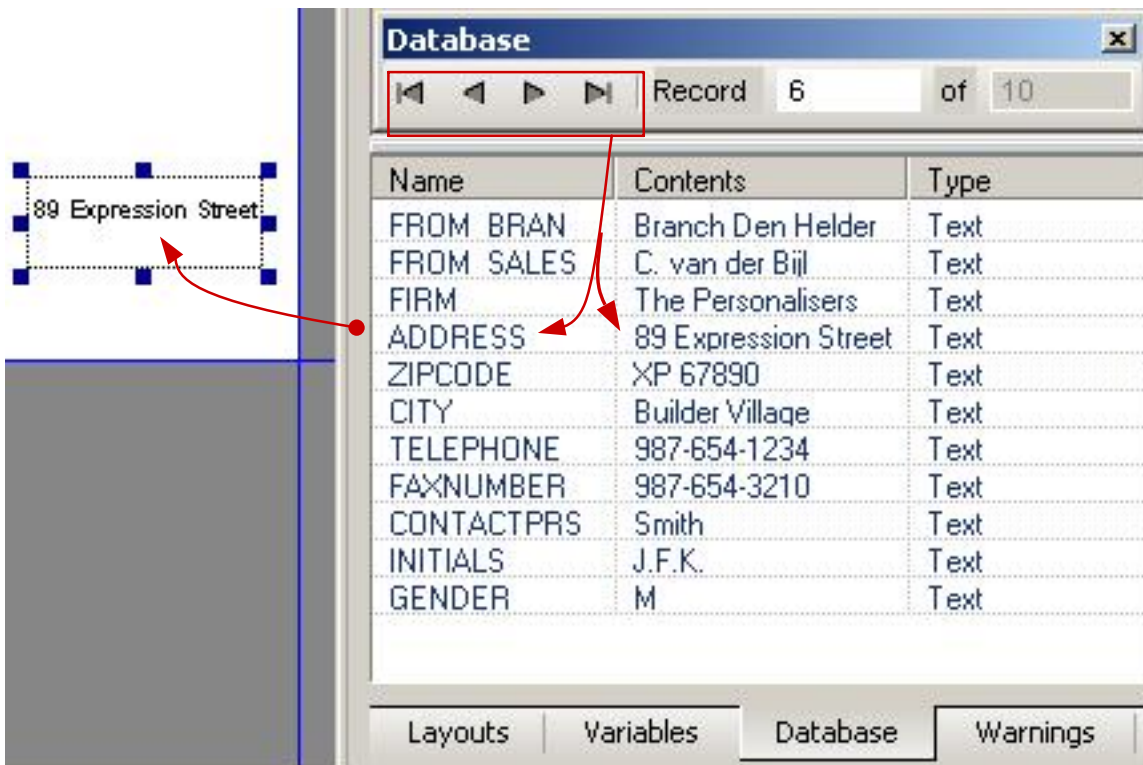 Database
Record 6 of 10
89 Expression Street
Name Contents Type
FROM_BRAN Branch Den Helder Text
FROM_SALES C. van der Bijl Text
FIRM The Personalisers Text
ADDRESS 89 Expression Street Text
ZIPCODE XP 67890 Text
CITY Builder Village Text
TELEPHONE 987-654-1234 Text
FAXNUMBER 987-654-3210 Text
CONTACTPRS Smith Text
INITIALS J.F.K. Text
GENDER M Text
Layouts Variables Database Warnings